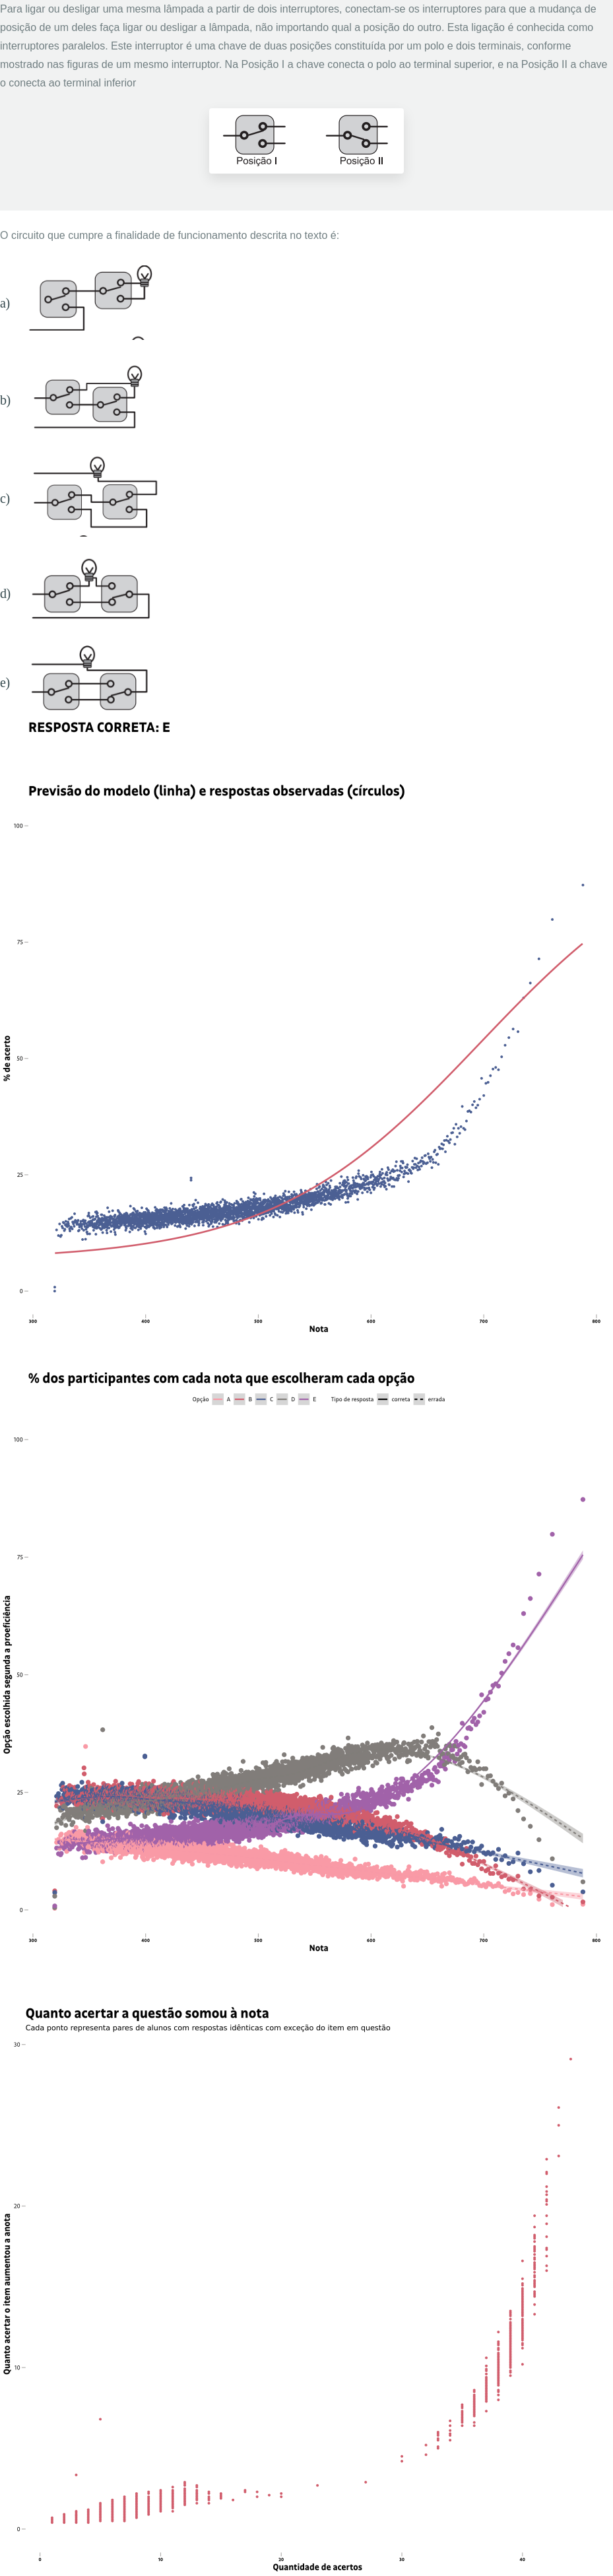 Para ligar ou desligar uma mesma lâmpada a partir de dois interruptores, conectam-se os interruptores para que a mudança de
posição de um deles faça ligar ou desligar a lâmpada, não importando qual a posição do outro. Esta ligação é conhecida como
interruptores paralelos. Este interruptor é uma chave de duas posições constituída por um polo e dois terminais, conforme
mostrado nas figuras de um mesmo interruptor. Na Posição I a chave conecta o polo ao terminal superior, e na Posição II a chave
o conecta ao terminal inferior
Posição I Posição II
O circuito que cumpre a finalidade de funcionamento descrita no texto é:
a)
b)
c)
d)
e)
RESPOSTA CORRETA: E
Previsão do modelo (linha) e respostas observadas (círculos)
100
75
50
25
0
% de acerto
300 400 500 600 700 800
Nota
% dos participantes com cada nota que escolheram cada opção
Opção A B C D E Tipo de resposta correta errada
100
75
50
25
0
Opção escolhida segunda a proeficiência
300 400 500 600 700 800
Nota
Quanto acertar a questão somou à nota
Cada ponto representa pares de alunos com respostas idênticas com exceção do item em questão
30
20
10
0
Quanto acertar o item aumentou a anota
0 10 20 30 40
Quantidade de acertos